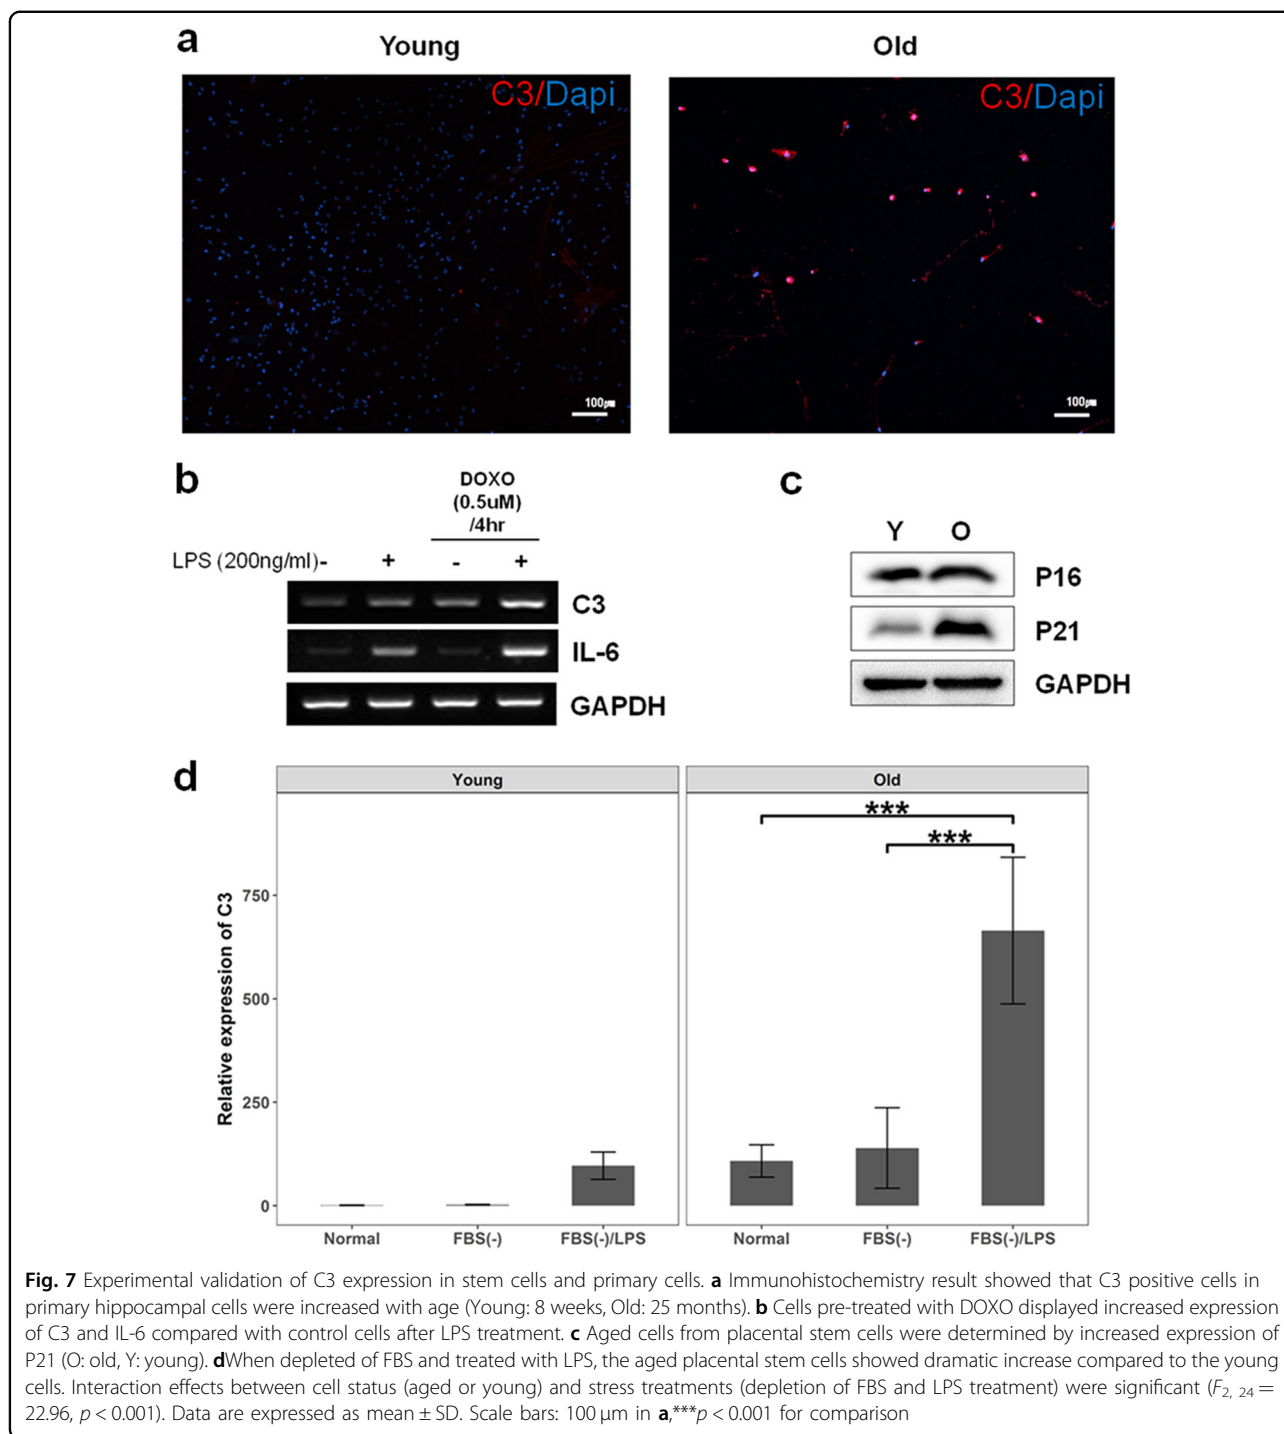 a
Young
Old
C3/Dapi
C3/Dapi
100㎛
100㎛
b
DOXO
(0.5uM)
/4hr
LPS (200ng/ml)-
+
-
+
C3
IL-6
GAPDH
c
Y O
P16
P21
GAPDH
d
Young
Old
***
***
Relative expression of C3
750
500
250
0
Normal
FBS(-)
FBS(-)/LPS
Normal
FBS(-)
FBS(-)/LPS
Fig. 7 Experimental validation of C3 expression in stem cells and primary cells. a Immunohistochemistry result showed that C3 positive cells in
primary hippocampal cells were increased with age (Young: 8 weeks, Old: 25 months). b Cells pre-treated with DOXO displayed increased expression
of C3 and IL-6 compared with control cells after LPS treatment. c Aged cells from placental stem cells were determined by increased expression of
P21 (O: old, Y: young). dWhen depleted of FBS and treated with LPS, the aged placental stem cells showed dramatic increase compared to the young
cells. Interaction effects between cell status (aged or young) and stress treatments (depletion of FBS and LPS treatment) were significant (F2, 24 =
22.96, p < 0.001). Data are expressed as mean ± SD. Scale bars: 100 µm in a,***p < 0.001 for comparison